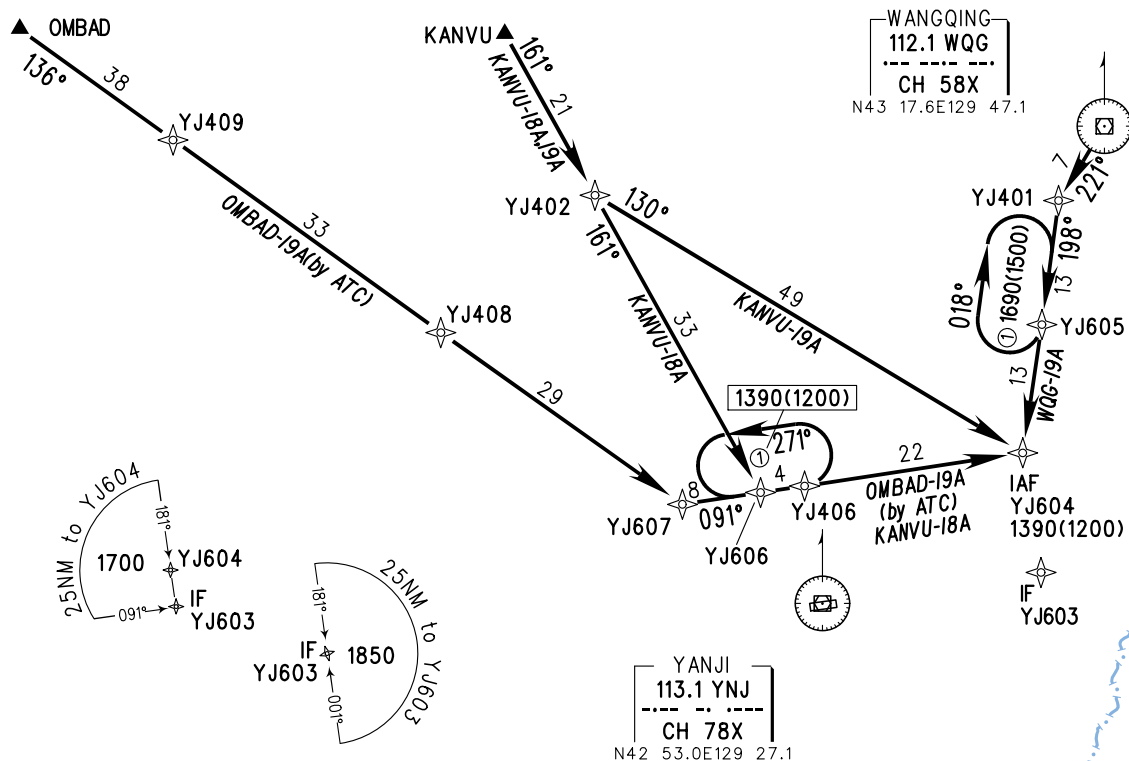 OMBAD
136°
38
YJ409
33
OMBAD-19A(by ATC)
YJ408
29
KANVU
161°
21
KANVU-18A,19A
YJ402
130°
161°
49
KANVU-19A
33
KANVU-18A
WANGQING
112.1 WQG
·-- --·- --·
CH 58X
N43 17.6E129 47.1
7
221°
YJ401
198°
13
018°
① 1690(1500)
YJ605
13
WQG-19A
1390(1200)
① 271°
8
4
22
YJ607
091°
YJ606
YJ406
OMBAD-19A
(by ATC)
KANVU-18A
IAF
YJ604
1390(1200)
IF
YJ603
25NM to YJ604
181°
1700
YJ604
091°
IF
YJ603
25NM to YJ603
181°
IF
YJ603
1850
001°
YANJI
113.1 YNJ
-·-- -· ·---
CH 78X
N42 53.0E129 27.1